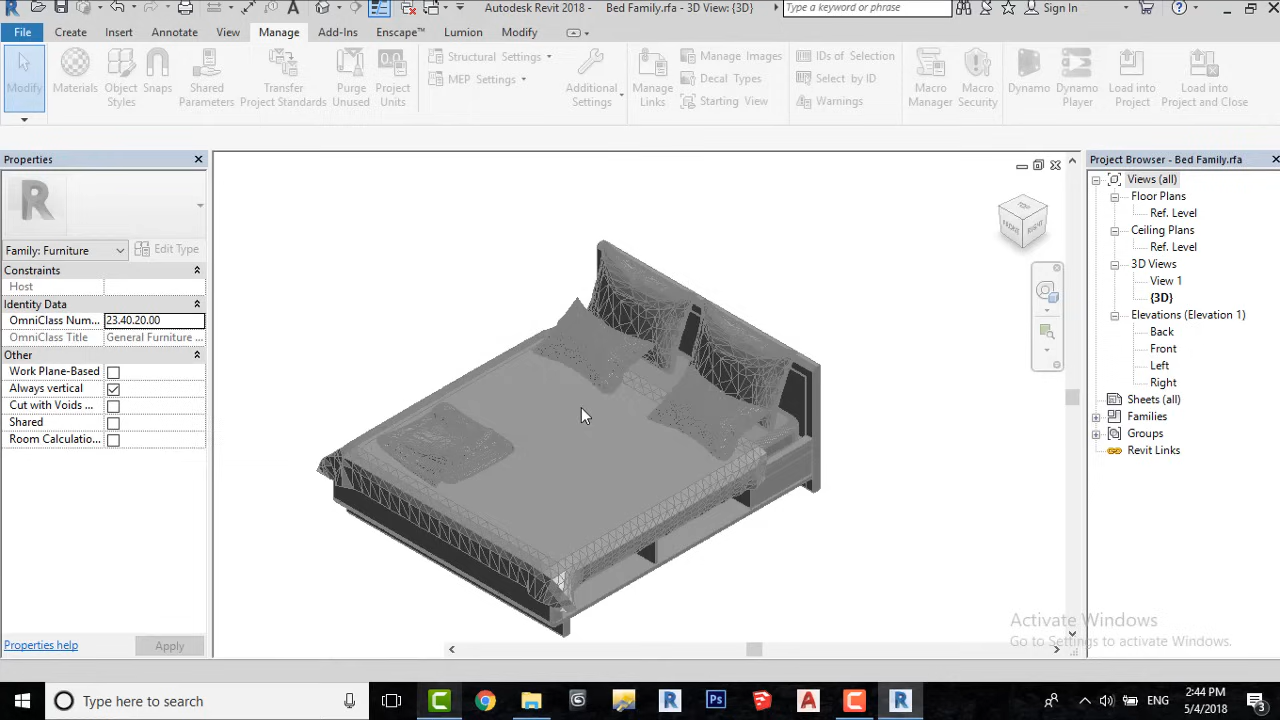 Autodesk Revit 2018 - Bed Family.rfa - 3D View: {3D}
Type a keyword or phrase
Sign In
File Create Insert Annotate View Manage Add-Ins Enscape™ Lumion Modify
Modify
Materials
Object Styles
Snaps
Shared Parameters
Transfer Project Standards
Purge Unused
Project Units
Structural Settings
MEP Settings
Additional Settings
Manage Links
Manage Images
Decal Types
Starting View
IDs of Selection
Select by ID
Warnings
Macro Manager
Macro Security
Dynamo
Dynamo Player
Load into Project
Load into Project and Close
Properties
R
Family: Furniture
Edit Type
Constraints
Host
Identity Data
OmniClass Num... 23.40.20.00
OmniClass Title General Furniture ...
Other
Work Plane-Based
Always vertical
Cut with Voids ...
Shared
Room Calculatio...
Properties help
Apply
TOP
FRONT
RIGHT
Project Browser - Bed Family.rfa
Views (all)
Floor Plans
Ref. Level
Ceiling Plans
Ref. Level
3D Views
View 1
{3D}
Elevations (Elevation 1)
Back
Front
Left
Right
Sheets (all)
Families
Groups
Revit Links
Activate Windows
Go to Settings to activate Windows.
Type here to search
ENG
2:44 PM
5/4/2018